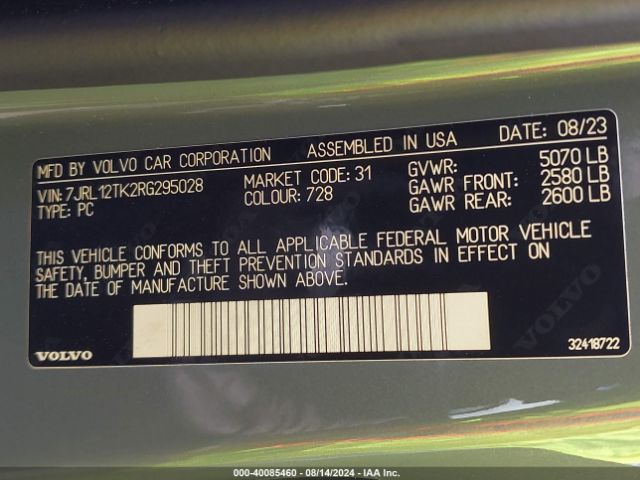 MFD BY VOLVO CAR CORPORATION ASSEMBLED IN USA DATE: 08/23
VIN: 7JRL12TK2RG295028 MARKET CODE: 31 GVWR: 5070 LB
TYPE: PC COLOUR: 728 GAWR FRONT: 2580 LB
GAWR REAR: 2600 LB
THIS VEHICLE CONFORMS TO ALL APPLICABLE FEDERAL MOTOR VEHICLE
SAFETY, BUMPER AND THEFT PREVENTION STANDARDS IN EFFECT ON
THE DATE OF MANUFACTURE SHOWN ABOVE.
VOLVO 32418722
000-40085460 - 08/14/2024 - IAA Inc.